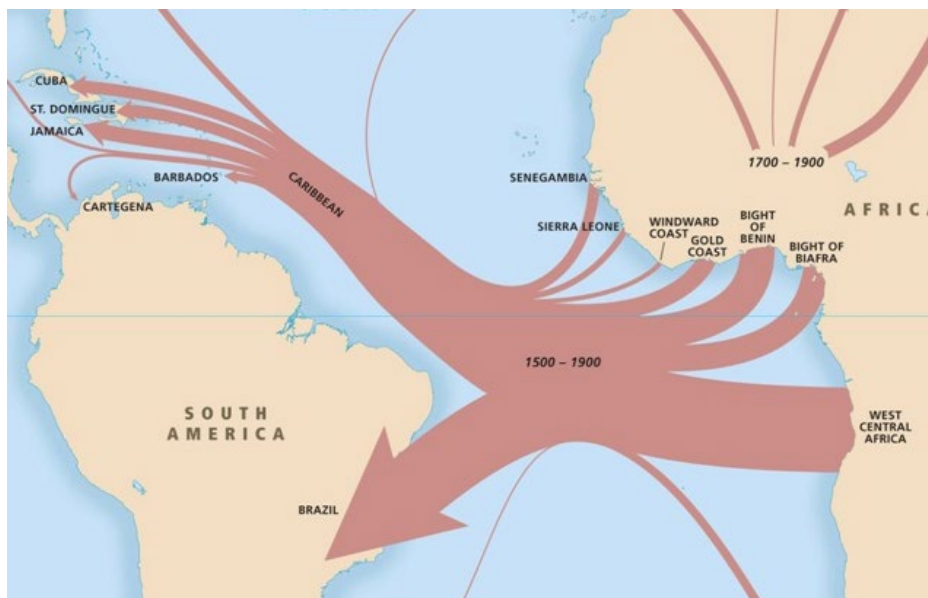 CUBA
ST. DOMINGUE
JAMAICA
BARBADOS
CARTEGENA
CARIBBEAN
SENEGAMBIA
SIERRA LEONE
WINDWARD
COAST
GOLD
COAST
BIGHT
OF
BENIN
BIGHT OF
BIAFRA
1700 – 1900
AFRICA
1500 – 1900
SOUTH
AMERICA
WEST
CENTRAL
AFRICA
BRAZIL